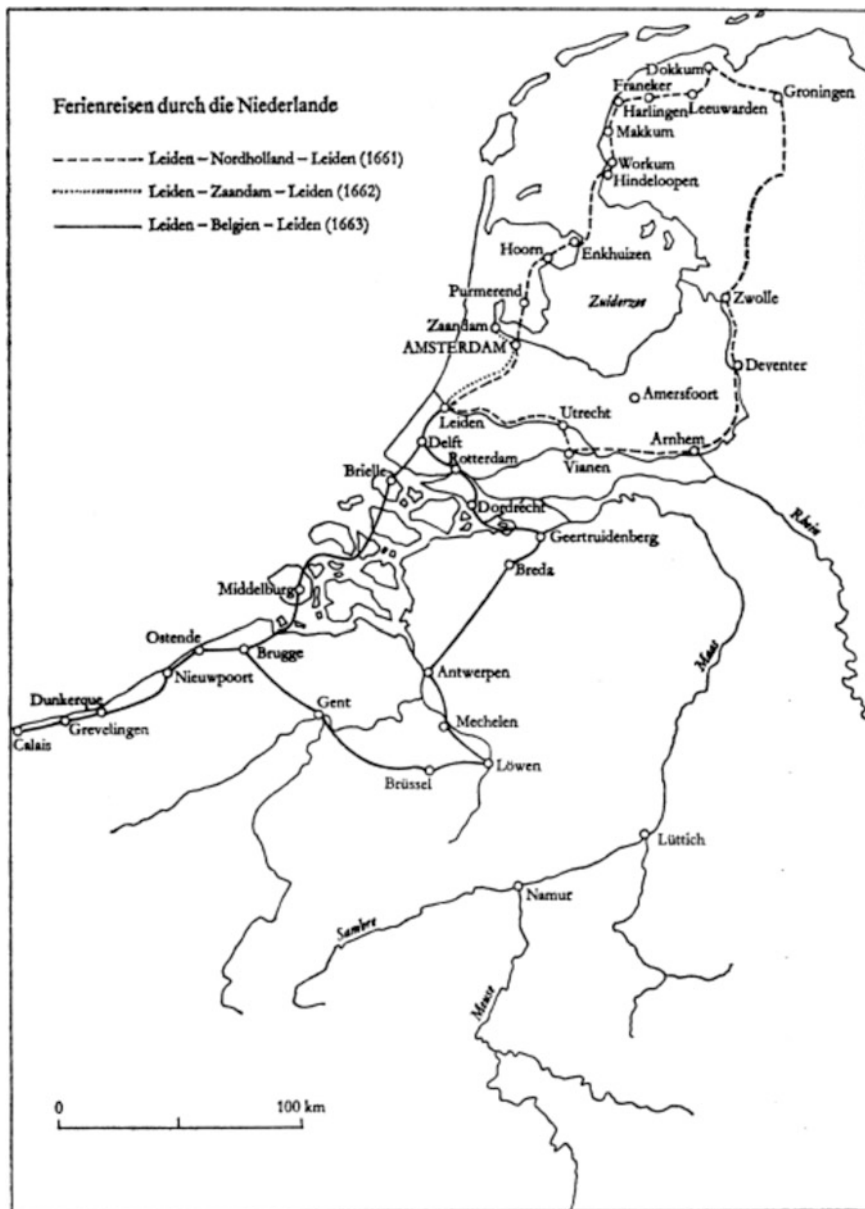 Ferienreisen durch die Niederlande
Leiden – Nordholland – Leiden (1661)
Leiden – Zaandam – Leiden (1662)
Leiden – Belgien – Leiden (1663)
Dokkum
Franeker
Groningen
Harlingen
Leeuwarden
Makkum
Workum
Hindeloopen
Hoorn
Enkhuizen
Purmerend
Zuiderzee
Zwolle
Zaandam
AMSTERDAM
Deventer
Amersfoort
Leiden
Utrecht
Delft
Arnhem
Rotterdam
Vianen
Brielle
Dordrecht
Rhein
Geertruidenberg
Breda
Middelburg
Ostende
Brugge
Maas
Nieuwpoort
Antwerpen
Dunkerque
Gent
Mechelen
Grevelingen
Calais
Löwen
Brüssel
Lüttich
Namur
Sambre
Meuse
0 100 km